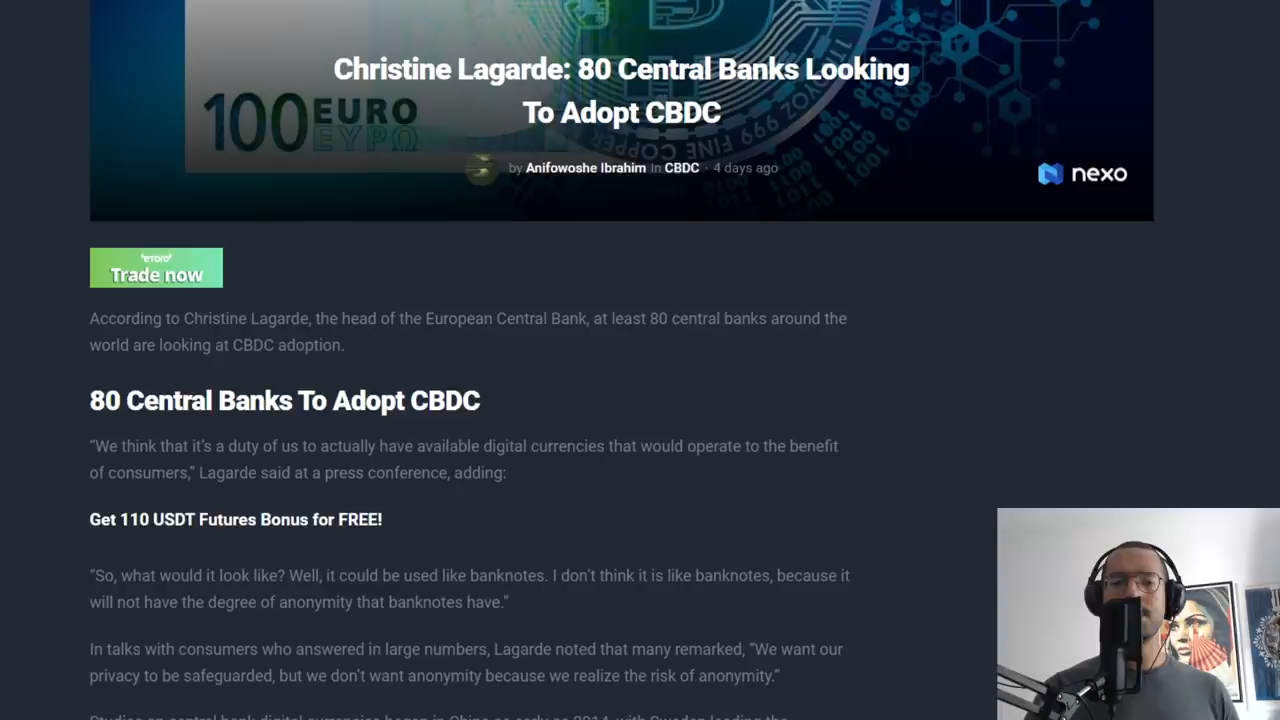 Christine Lagarde: 80 Central Banks Looking
To Adopt CBDC
100 EURO
ΕΥΡΩ
by Anifowoshe Ibrahim in CBDC · 4 days ago
nexo
eToro
Trade now
According to Christine Lagarde, the head of the European Central Bank, at least 80 central banks around the
world are looking at CBDC adoption.
80 Central Banks To Adopt CBDC
“We think that it’s a duty of us to actually have available digital currencies that would operate to the benefit
of consumers,” Lagarde said at a press conference, adding:
Get 110 USDT Futures Bonus for FREE!
“So, what would it look like? Well, it could be used like banknotes. I don’t think it is like banknotes, because it
will not have the degree of anonymity that banknotes have.”
In talks with consumers who answered in large numbers, Lagarde noted that many remarked, “We want our
privacy to be safeguarded, but we don’t want anonymity because we realize the risk of anonymity.”